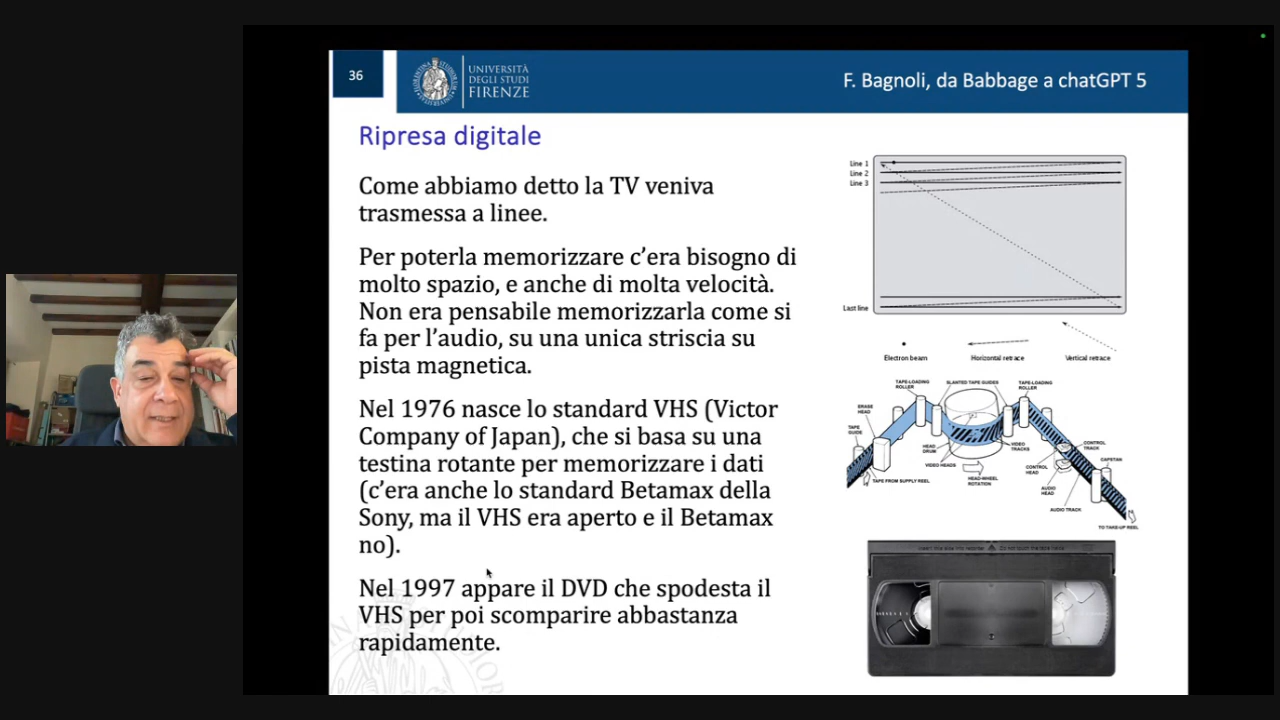 36
UNIVERSITÀ
DEGLI STUDI
FIRENZE
F. Bagnoli, da Babbage a chatGPT 5
Ripresa digitale
Come abbiamo detto la TV veniva
trasmessa a linee.
Per poterla memorizzare c’era bisogno di
molto spazio, e anche di molta velocità.
Non era pensabile memorizzarla come si
fa per l’audio, su una unica striscia su
pista magnetica.
Nel 1976 nasce lo standard VHS (Victor
Company of Japan), che si basa su una
testina rotante per memorizzare i dati
(c’era anche lo standard Betamax della
Sony, ma il VHS era aperto e il Betamax
no).
Nel 1997 appare il DVD che spodesta il
VHS per poi scomparire abbastanza
rapidamente.
Line 1
Line 2
Line 3
Last line
Electron beam
Horizontal retrace
Vertical retrace
TAPE-LOADING
ROLLER
SLANTED TAPE GUIDES
TAPE-LOADING
ROLLER
ERASE
HEAD
TAPE
GUIDE
HEAD
DRUM
VIDEO HEADS
VIDEO
TRACKS
HEAD-WHEEL
ROTATION
TAPE FROM SUPPLY REEL
CONTROL
TRACK
CONTROL
HEAD
CAPSTAN
AUDIO
HEAD
AUDIO TRACK
TO TAKE-UP REEL